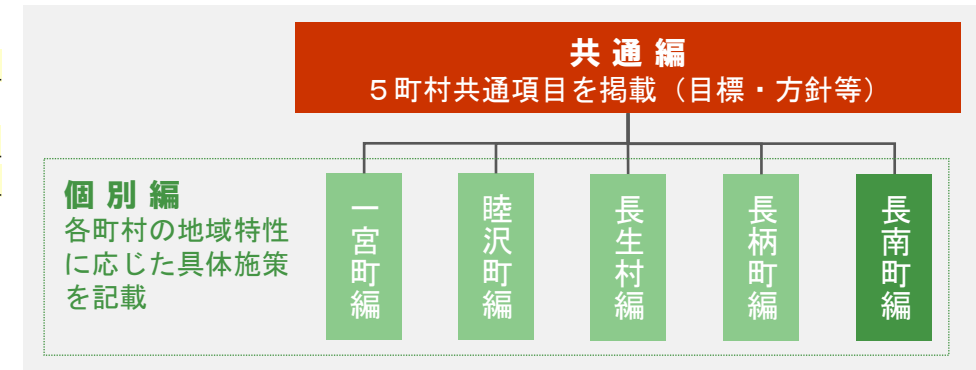 共通編
５町村共通項目を掲載（目標・方針等）
個別編
各町村の地域特性
に応じた具体施策
を記載
一宮町編
睦沢町編
長生村編
長柄町編
長南町編